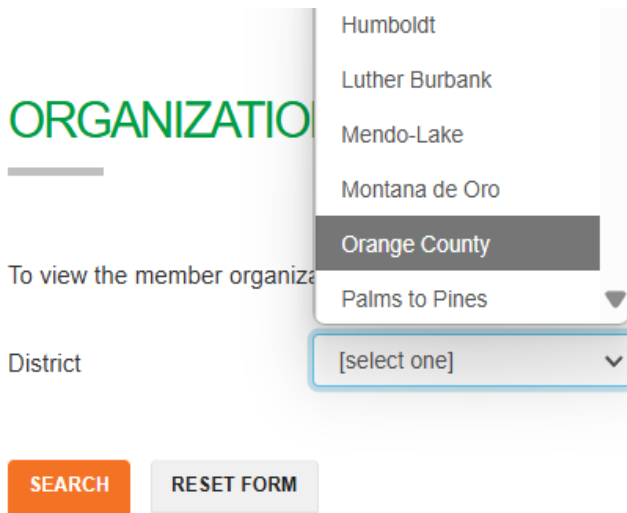 Humboldt
Luther Burbank
ORGANIZATIO
Mendo-Lake
Montana de Oro
Orange County
To view the member organiza
Palms to Pines
District
[select one]
SEARCH
RESET FORM